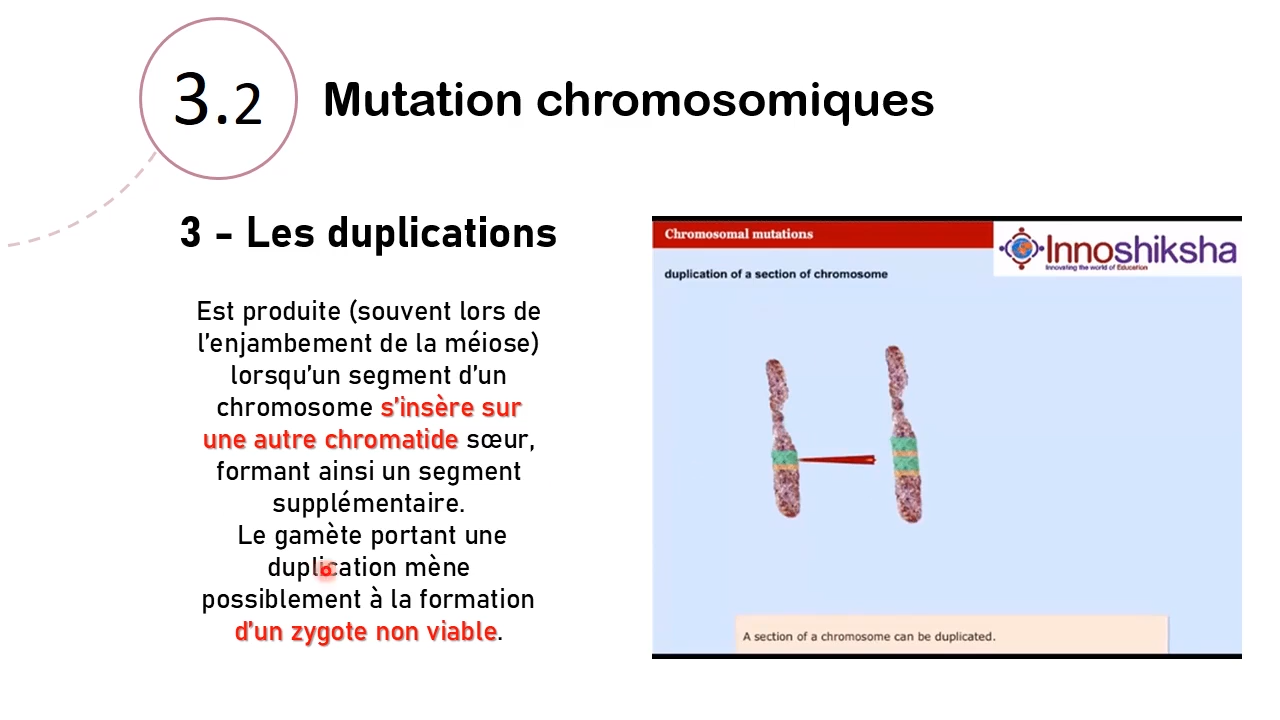 3.2
Mutation chromosomiques
3 - Les duplications
Est produite (souvent lors de
l'enjambement de la méiose)
lorsqu'un segment d'un
chromosome s'insère sur
une autre chromatide sœur,
formant ainsi un segment
supplémentaire.
Le gamète portant une
duplication mène
possiblement à la formation
d'un zygote non viable.
Chromosomal mutations
Innoshiksha
Innovating the world of Education
duplication of a section of chromosome
A section of a chromosome can be duplicated.